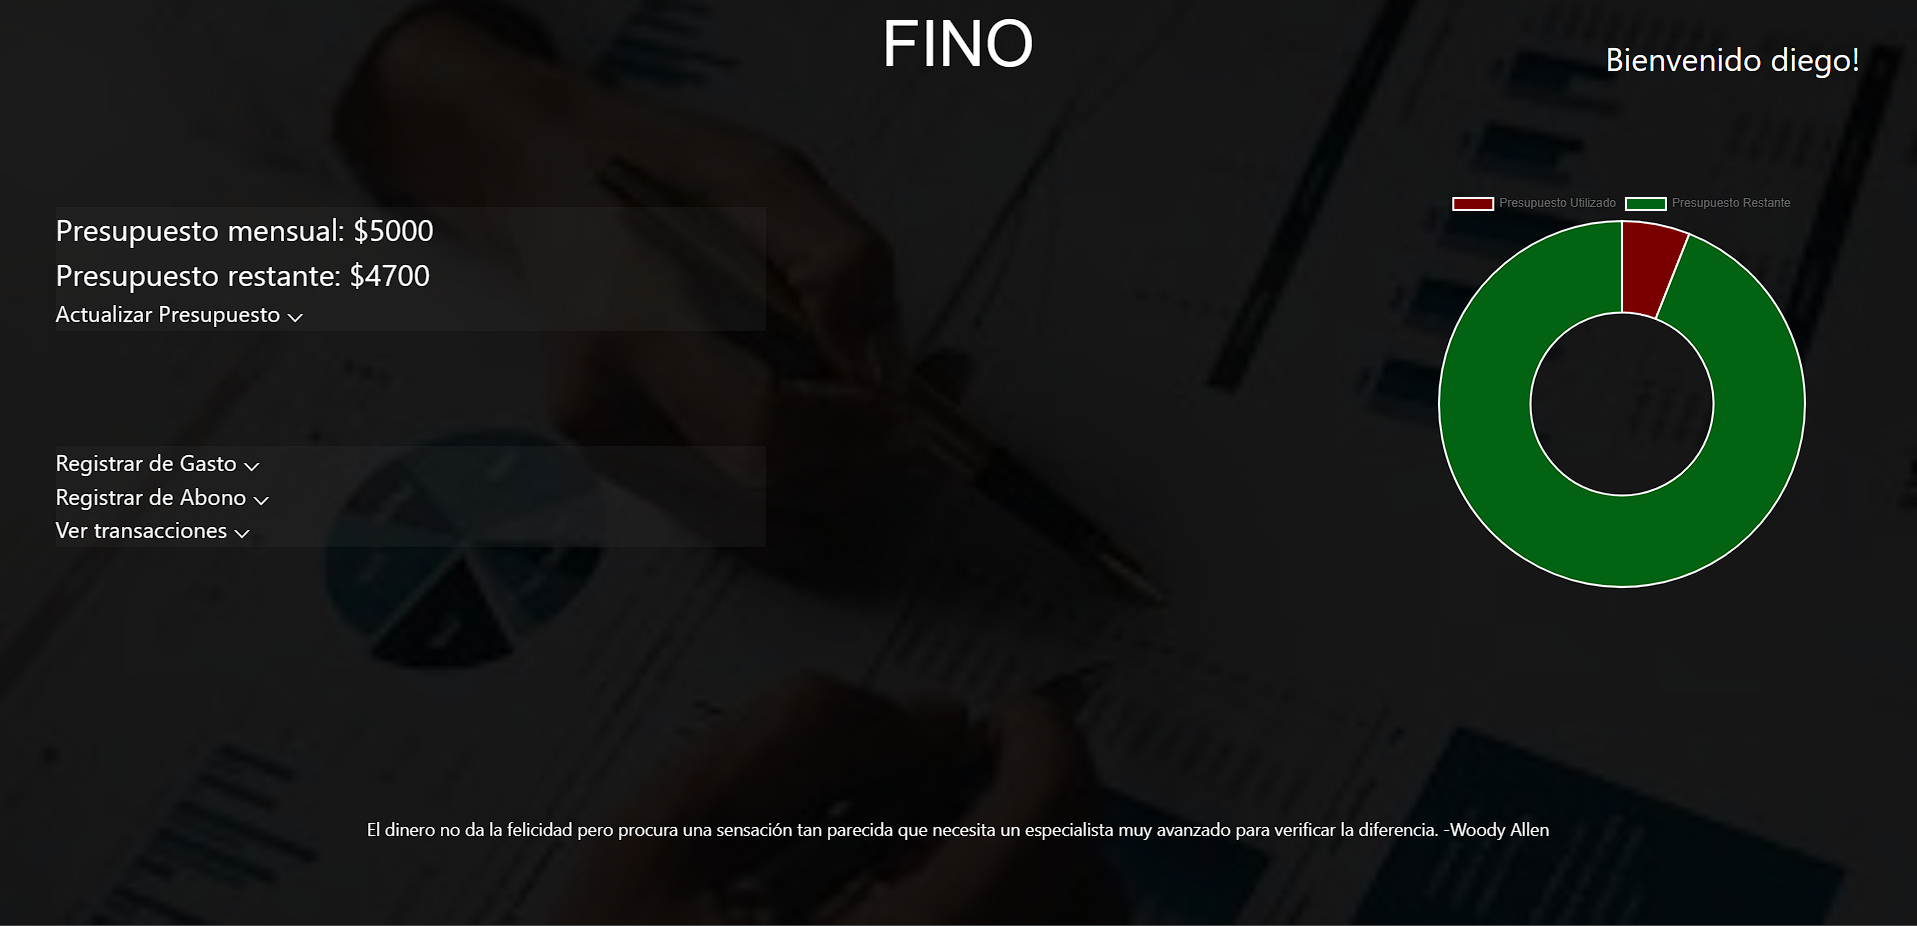 FINO
Bienvenido diego!
Presupuesto mensual: $5000
Presupuesto restante: $4700
Actualizar Presupuesto
Presupuesto Utilizado
Presupuesto Restante
Registrar de Gasto
Registrar de Abono
Ver transacciones
El dinero no da la felicidad pero procura una sensación tan parecida que necesita un especialista muy avanzado para verificar la diferencia. -Woody Allen